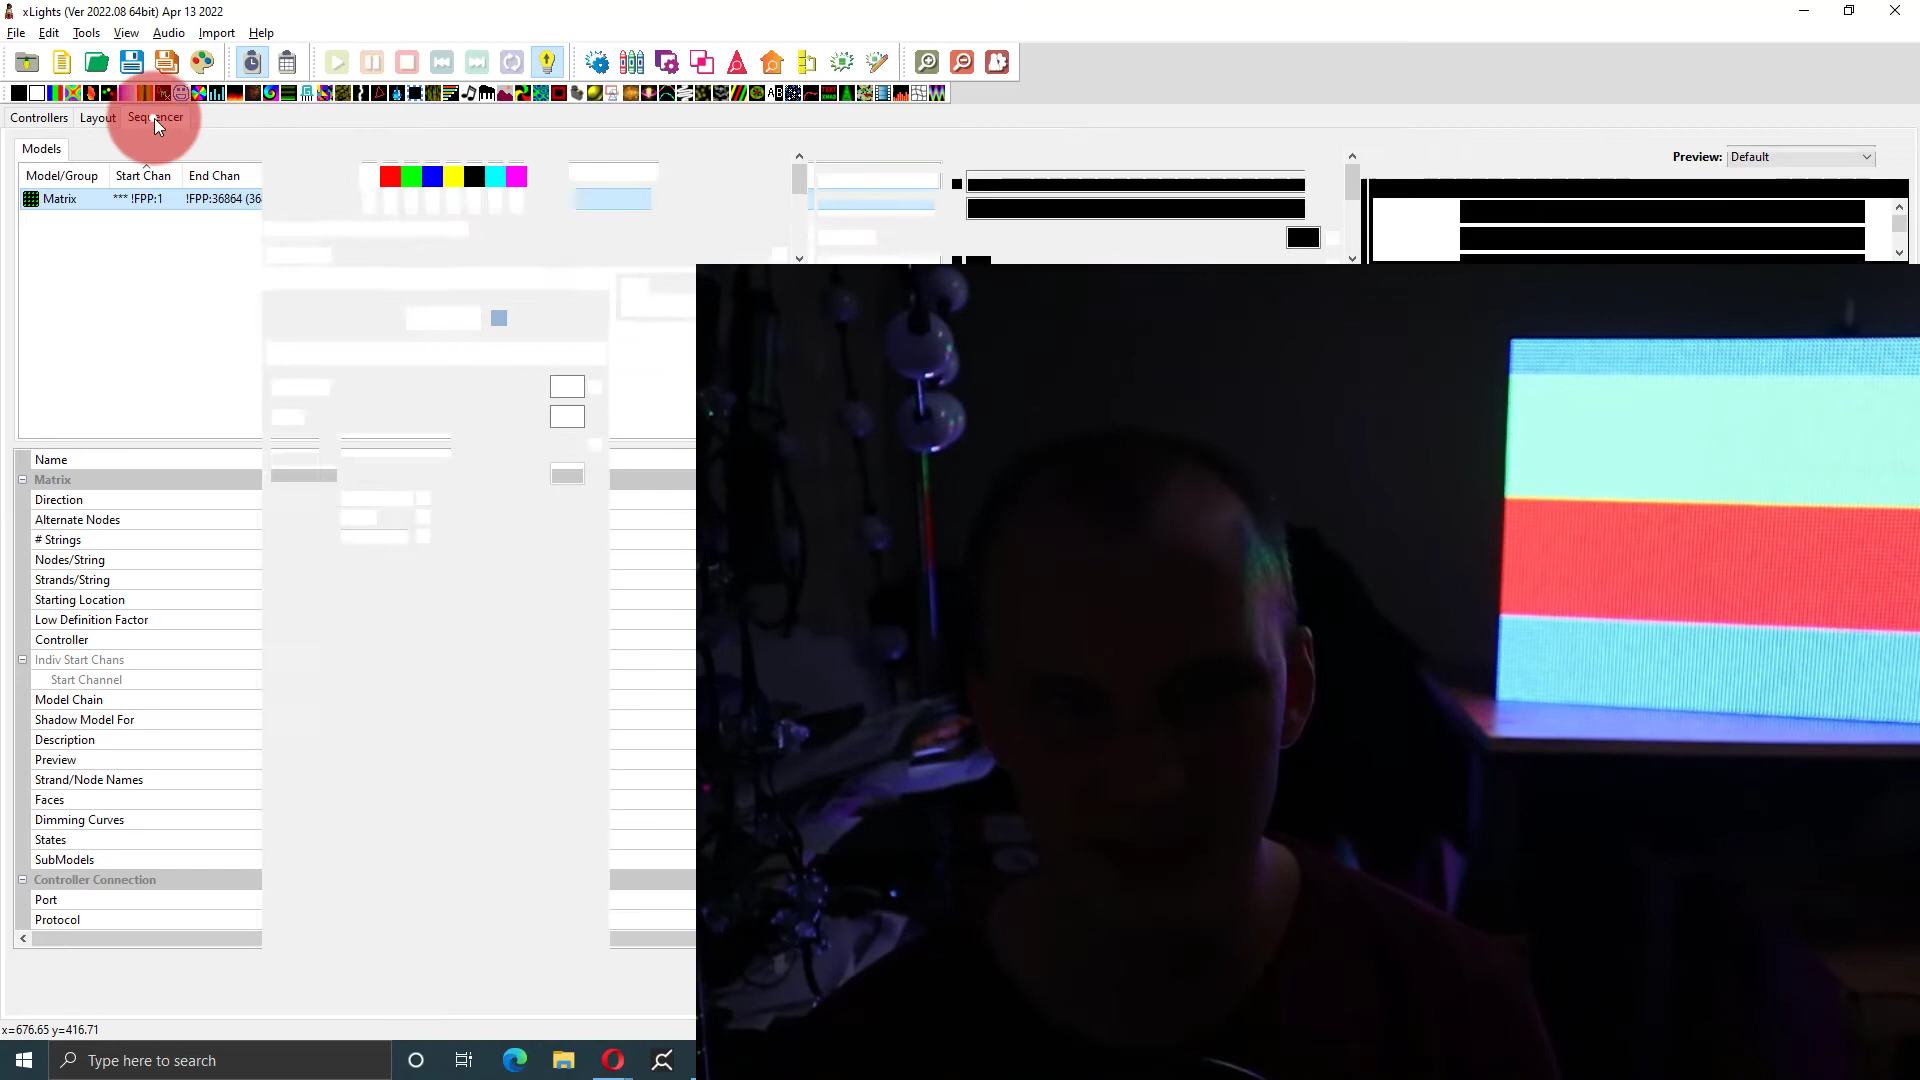 xLights (Ver 2022.08 64bit) Apr 13 2022
File Edit Tools View Audio Import Help
Controllers Layout Sequencer
Models
Preview: Default
Model/Group Start Chan End Chan
Matrix *** !FPP:1 !FPP:36864 (36
Name
Matrix
Direction
Alternate Nodes
# Strings
Nodes/String
Strands/String
Starting Location
Low Definition Factor
Controller
Indiv Start Chans
Start Channel
Model Chain
Shadow Model For
Description
Preview
Strand/Node Names
Faces
Dimming Curves
States
SubModels
Controller Connection
Port
Protocol
x=676.65 y=416.71
Type here to search